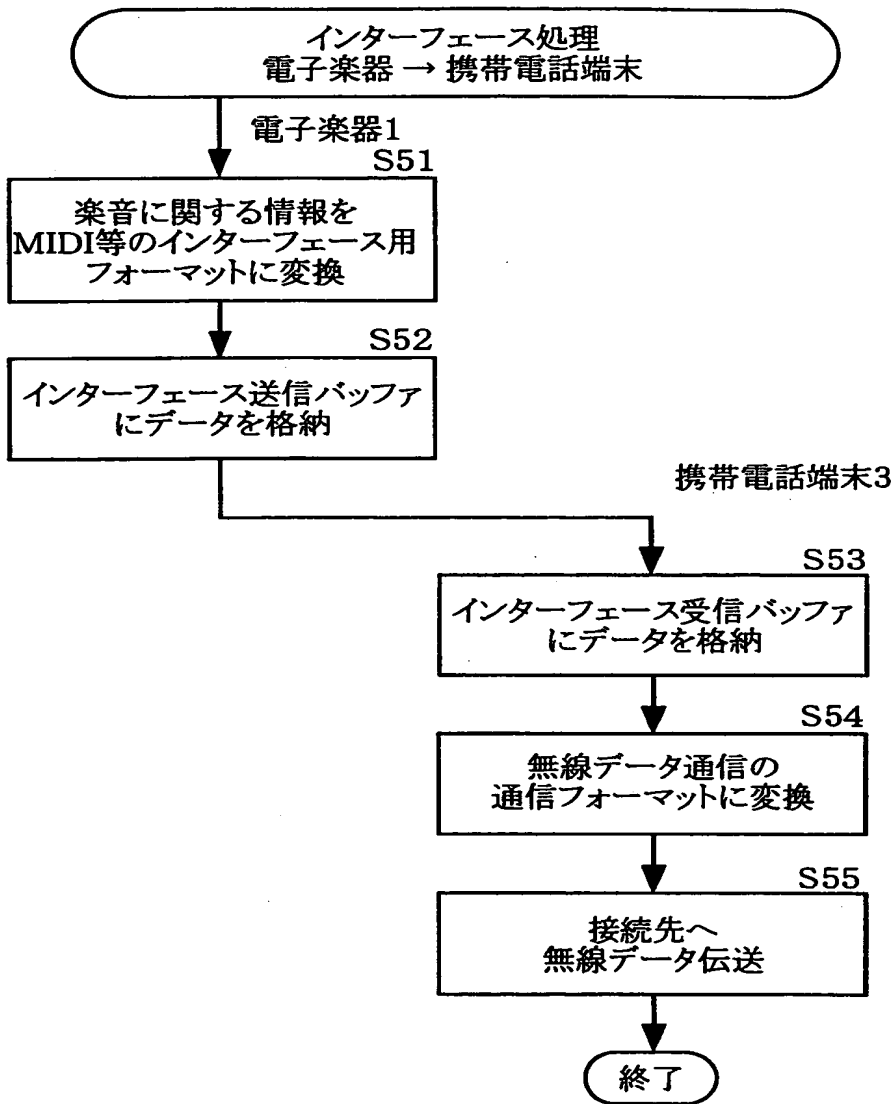 インターフェース処理
電子楽器 → 携帯電話端末
電子楽器1
S51
楽音に関する情報を
MIDI等のインターフェース用
フォーマットに変換
S52
インターフェース送信バッファ
にデータを格納
携帯電話端末3
S53
インターフェース受信バッファ
にデータを格納
S54
無線データ通信の
通信フォーマットに変換
S55
接続先へ
無線データ伝送
終了